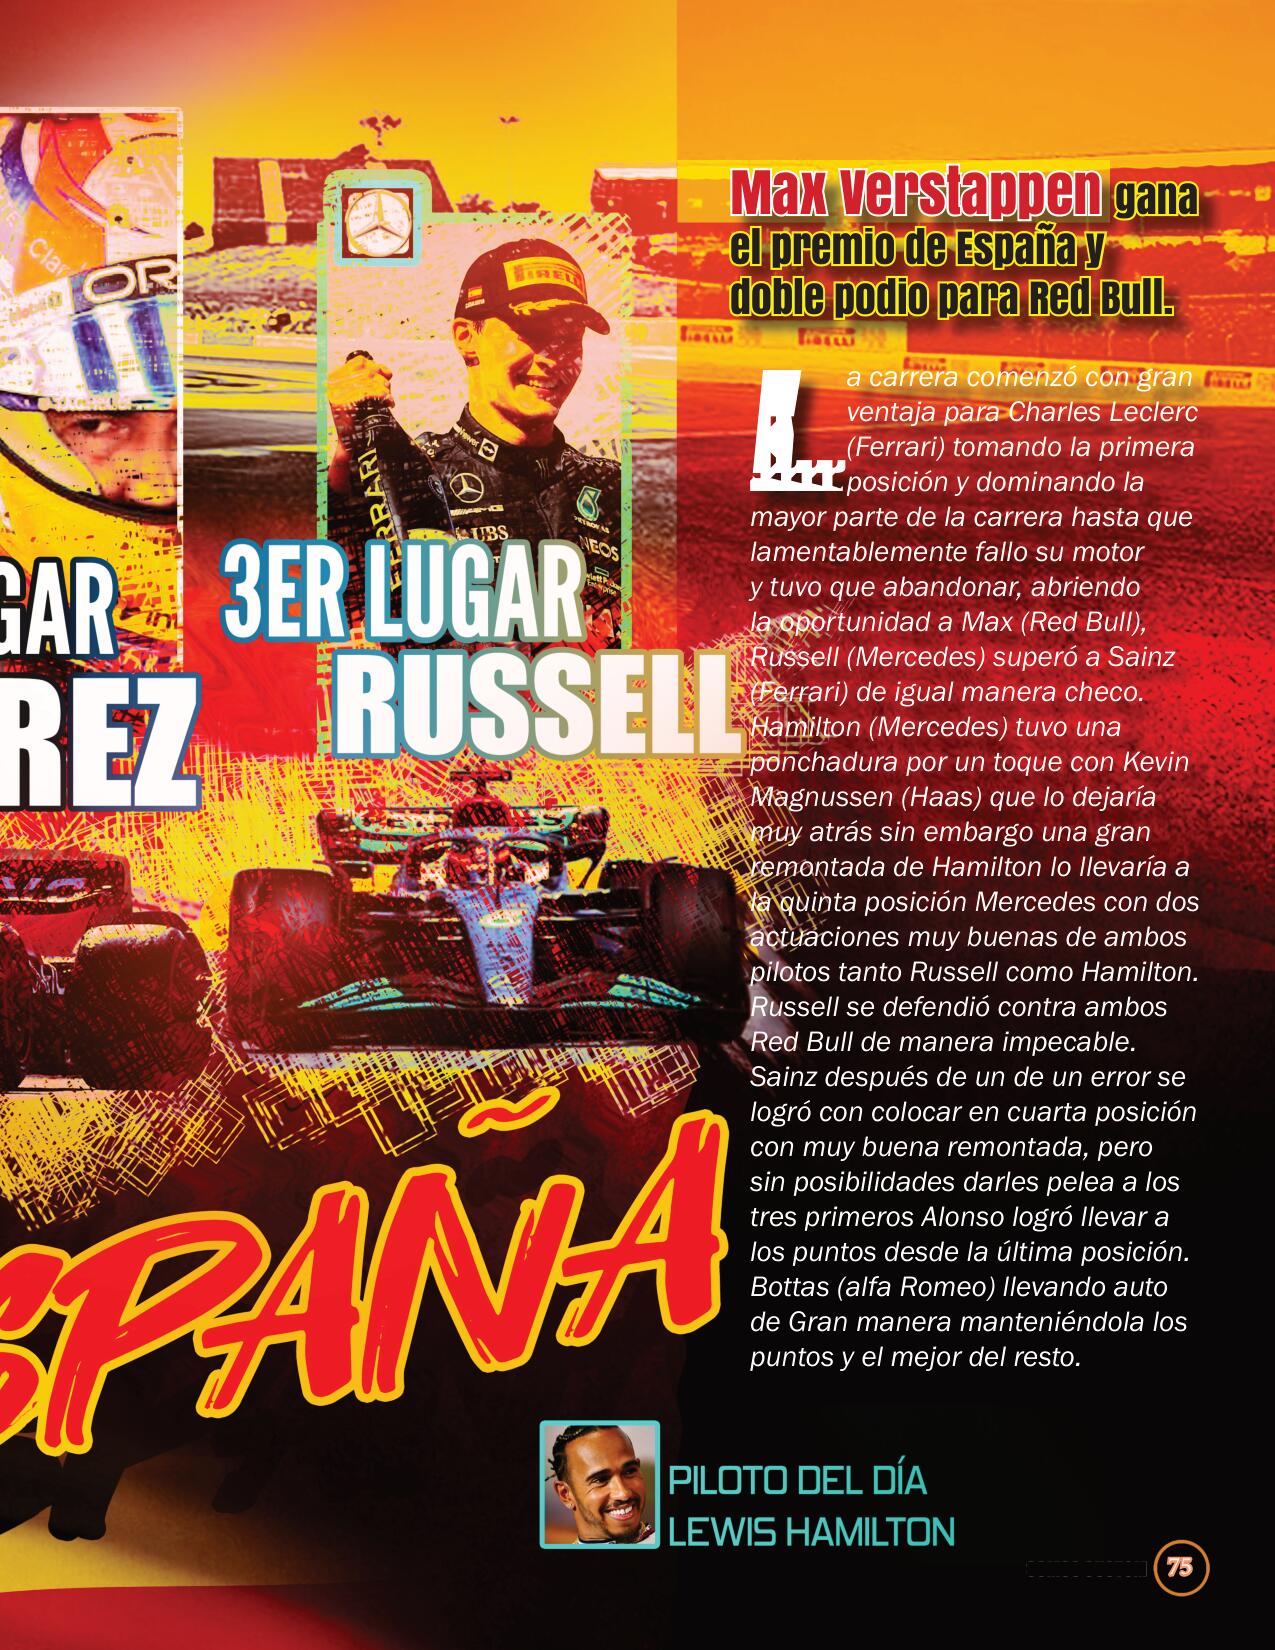 Max Verstappen gana
el premio de España y
doble podio para Red Bull.
La carrera comenzó con gran
ventaja para Charles Leclerc
(Ferrari) tomando la primera
posición y dominando la
mayor parte de la carrera hasta que
lamentablemente fallo su motor
y tuvo que abandonar, abriendo
la oportunidad a Max (Red Bull),
Russell (Mercedes) superó a Sainz
(Ferrari) de igual manera checo.
Hamilton (Mercedes) tuvo una
ponchadura por un toque con Kevin
Magnussen (Haas) que lo dejaría
muy atrás sin embargo una gran
remontada de Hamilton lo llevaría a
la quinta posición Mercedes con dos
actuaciones muy buenas de ambos
pilotos tanto Russell como Hamilton.
Russell se defendió contra ambos
Red Bull de manera impecable.
Sainz después de un de un error se
logró con colocar en cuarta posición
con muy buena remontada, pero
sin posibilidades darles pelea a los
tres primeros Alonso logró llevar a
los puntos desde la última posición.
Bottas (alfa Romeo) llevando auto
de Gran manera manteniéndola los
puntos y el mejor del resto.
Clar
OR
PIRELLI
FERRARI
UBS
PETRONAS
NEOS
GAR
REZ
3ER LUGAR
RUSSELL
SPAÑA
PILOTO DEL DÍA
LEWIS HAMILTON
75